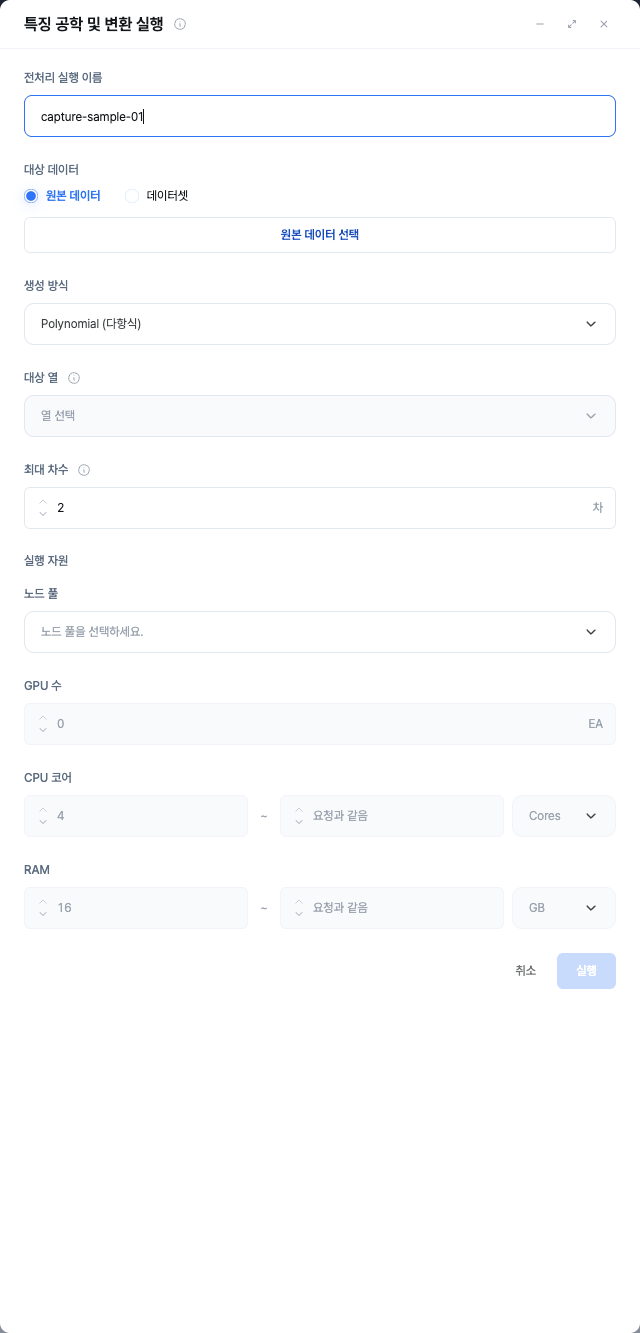 특징 공학 및 변환 실행
전처리 실행 이름
capture-sample-01
대상 데이터
원본 데이터 데이터셋
원본 데이터 선택
생성 방식
Polynomial (다항식)
대상 열
열 선택
최대 차수
2 차
실행 자원
노드 풀
노드 풀을 선택하세요.
GPU 수
0 EA
CPU 코어
4 ~ 요청과 같음 Cores
RAM
16 ~ 요청과 같음 GB
취소 실행